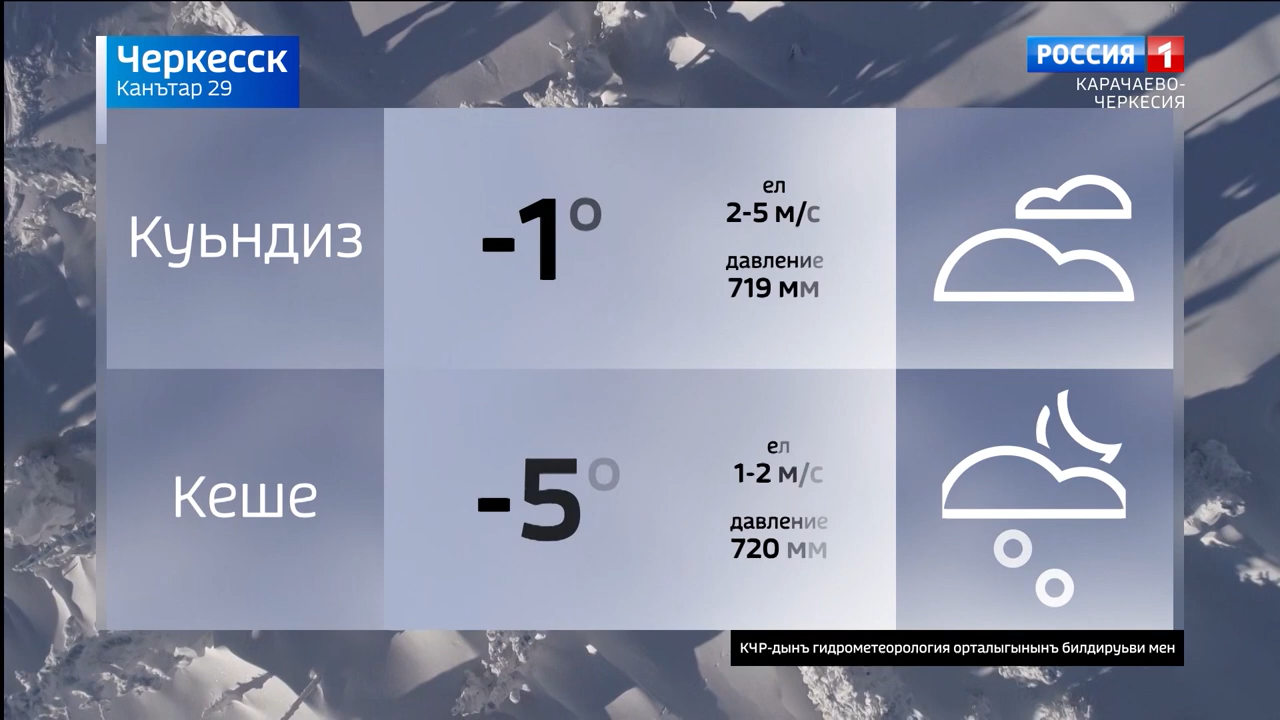 Черкесск
Канътар 29
РОССИЯ 1
КАРАЧАЕВО-
ЧЕРКЕСИЯ
Куьндиз
-1°
ел
2-5 м/с
давление
719 мм
Кеше
-5°
ел
1-2 м/с
давление
720 мм
КЧР-дынъ гидрометеорология орталыгынынъ билдируьви мен